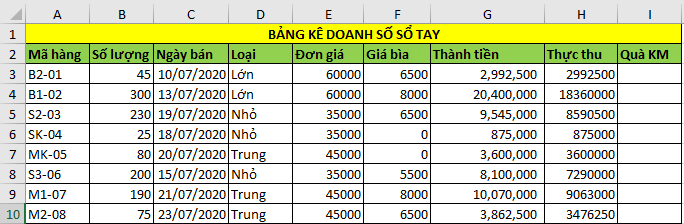 A B C D E F G H I
1 BẢNG KÊ DOANH SỐ SỔ TAY
2 Mã hàng Số lượng Ngày bán Loại Đơn giá Giá bìa Thành tiền Thực thu Quà KM
3 B2-01 45 10/07/2020 Lớn 60000 6500 2,992,500 2992500
4 B1-02 300 13/07/2020 Lớn 60000 8000 20,400,000 18360000
5 S2-03 230 19/07/2020 Nhỏ 35000 6500 9,545,000 8590500
6 SK-04 25 18/07/2020 Nhỏ 35000 0 875,000 875000
7 MK-05 80 20/07/2020 Trung 45000 0 3,600,000 3600000
8 S3-06 200 15/07/2020 Nhỏ 35000 5500 8,100,000 7290000
9 M1-07 190 21/07/2020 Trung 45000 8000 10,070,000 9063000
10 M2-08 75 23/07/2020 Trung 45000 6500 3,862,500 3476250